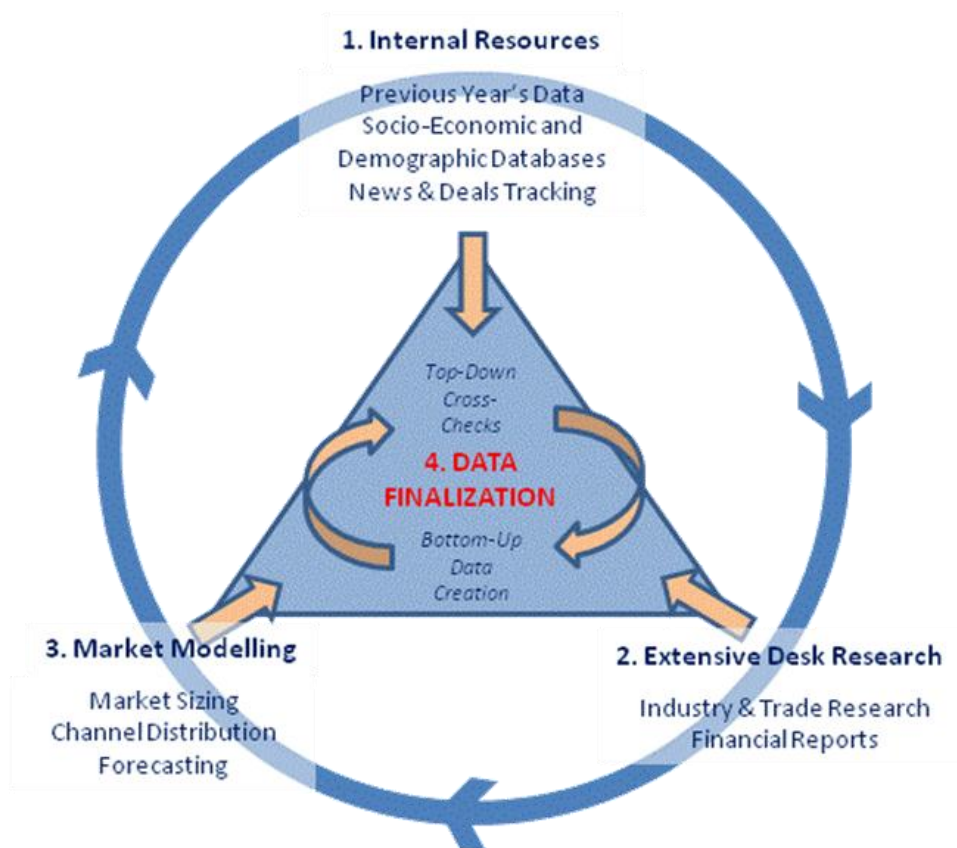 1. Internal Resources
Previous Year's Data
Socio-Economic and
Demographic Databases
News & Deals Tracking
Top-Down
Cross-
Checks
4. DATA
FINALIZATION
Bottom-Up
Data
Creation
3. Market Modelling
Market Sizing
Channel Distribution
Forecasting
2. Extensive Desk Research
Industry & Trade Research
Financial Reports